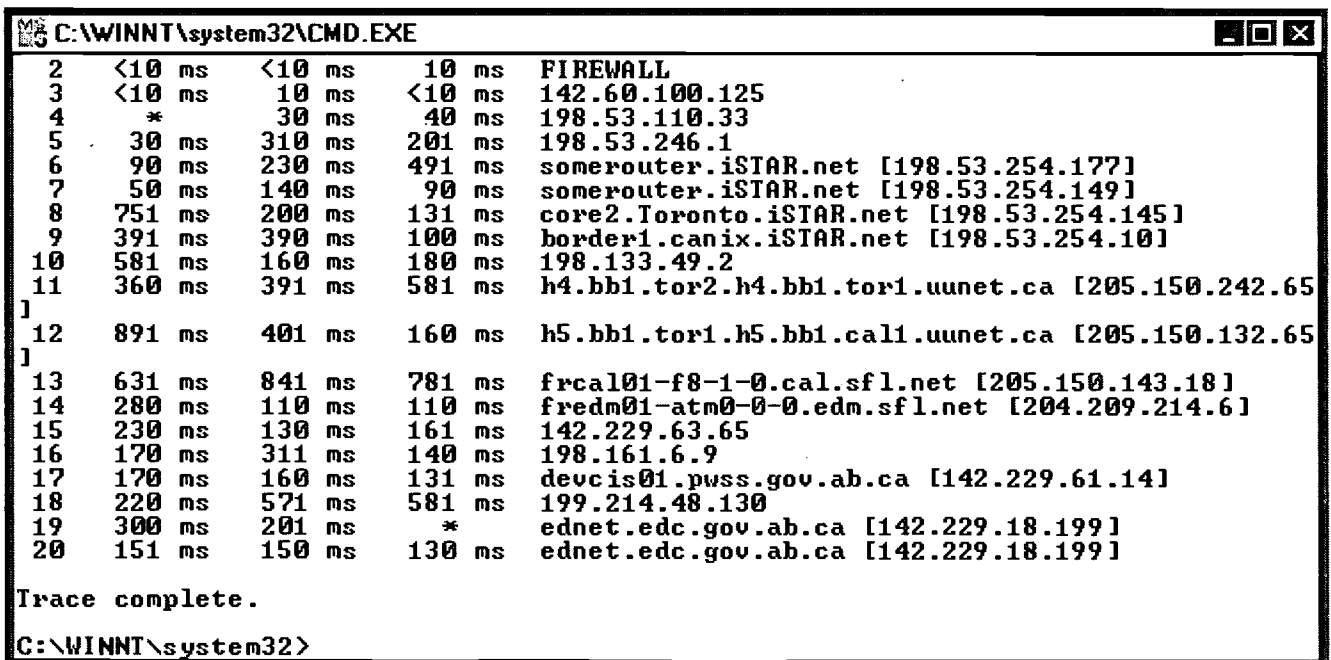 C:\WINNT\system32\CMD.EXE
2 <10 ms <10 ms 10 ms FIREWALL
3 <10 ms 10 ms <10 ms 142.60.100.125
4 * 30 ms 40 ms 198.53.110.33
5 30 ms 310 ms 201 ms 198.53.246.1
6 90 ms 230 ms 491 ms somerouter.iSTAR.net [198.53.254.177]
7 50 ms 140 ms 90 ms somerouter.iSTAR.net [198.53.254.149]
8 751 ms 200 ms 131 ms core2.Toronto.iSTAR.net [198.53.254.145]
9 391 ms 390 ms 100 ms border1.canix.iSTAR.net [198.53.254.10]
10 581 ms 160 ms 180 ms 198.133.49.2
11 360 ms 391 ms 581 ms h4.bb1.tor2.h4.bb1.tor1.uunet.ca [205.150.242.65
]
12 891 ms 401 ms 160 ms h5.bb1.tor1.h5.bb1.cal1.uunet.ca [205.150.132.65
]
13 631 ms 841 ms 781 ms frcal01-f8-1-0.cal.sfl.net [205.150.143.18]
14 280 ms 110 ms 110 ms fredm01-atm0-0-0.edm.sfl.net [204.209.214.6]
15 230 ms 130 ms 161 ms 142.229.63.65
16 170 ms 311 ms 140 ms 198.161.6.9
17 170 ms 160 ms 131 ms devcis01.pwss.gov.ab.ca [142.229.61.14]
18 220 ms 571 ms 581 ms 199.214.48.130
19 300 ms 201 ms * ednet.edc.gov.ab.ca [142.229.18.199]
20 151 ms 150 ms 130 ms ednet.edc.gov.ab.ca [142.229.18.199]
Trace complete.
C:\WINNT\system32>